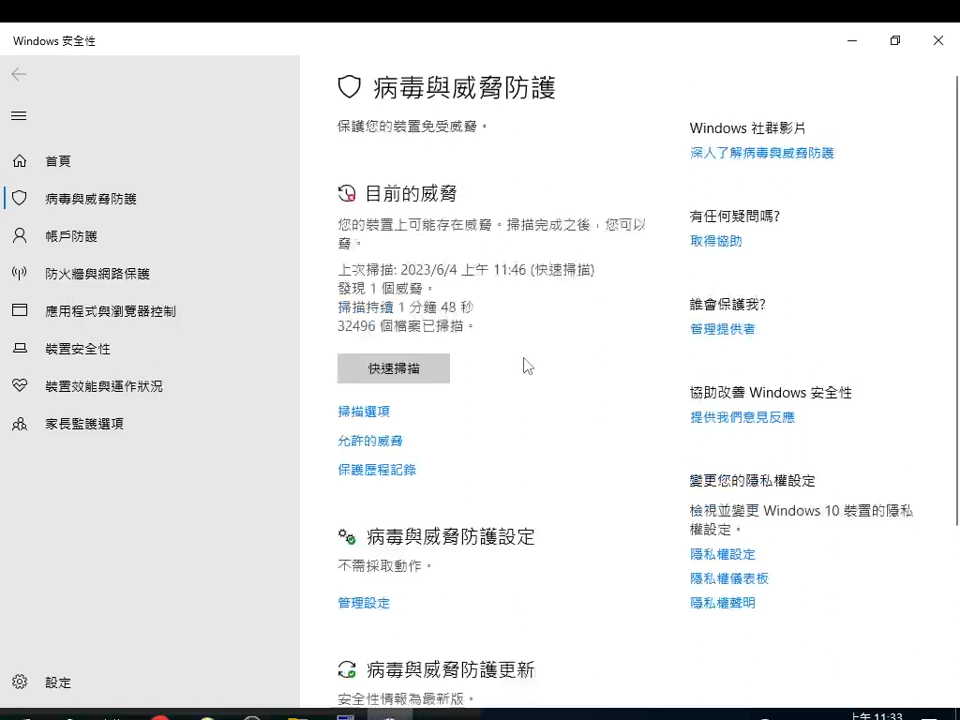 Windows 安全性
首頁
病毒與威脅防護
帳戶防護
防火牆與網路保護
應用程式與瀏覽器控制
裝置安全性
裝置效能與運作狀況
家長監護選項
設定
病毒與威脅防護
保護您的裝置免受威脅。
目前的威脅
您的裝置上可能存在威脅。掃描完成之後，您可以
脅。
上次掃描: 2023/6/4 上午 11:46 (快速掃描)
發現 1 個威脅。
掃描持續 1 分鐘 48 秒
32496 個檔案已掃描。
快速掃描
掃描選項
允許的威脅
保護歷程記錄
病毒與威脅防護設定
不需採取動作。
管理設定
病毒與威脅防護更新
安全性情報為最新版。
Windows 社群影片
深入了解病毒與威脅防護
有任何疑問嗎?
取得協助
誰會保護我?
管理提供者
協助改善 Windows 安全性
提供我們意見反應
變更您的隱私權設定
檢視並變更 Windows 10 裝置的隱私
權設定。
隱私權設定
隱私權儀表板
隱私權聲明
上午 11:33